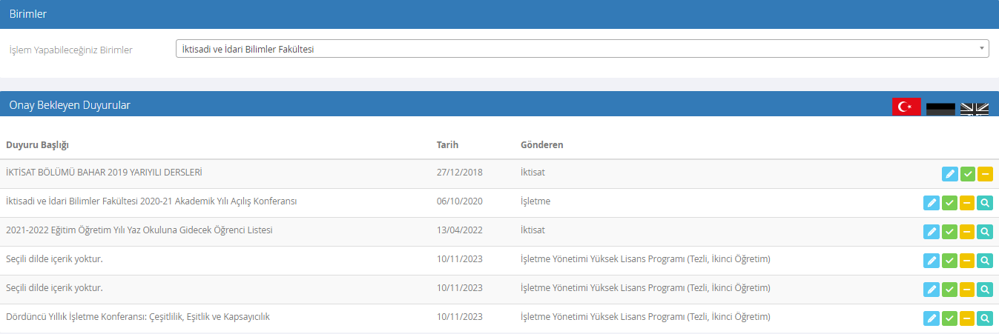 Birimler
İşlem Yapabileceğiniz Birimler İktisadi ve İdari Bilimler Fakültesi
Onay Bekleyen Duyurular
Duyuru Başlığı Tarih Gönderen
İKTİSAT BÖLÜMÜ BAHAR 2019 YARIYILI DERSLERİ 27/12/2018 İktisat
İktisadi ve İdari Bilimler Fakültesi 2020-21 Akademik Yılı Açılış Konferansı 06/10/2020 İşletme
2021-2022 Eğitim Öğretim Yılı Yaz Okuluna Gidecek Öğrenci Listesi 13/04/2022 İktisat
Seçili dilde içerik yoktur. 10/11/2023 İşletme Yönetimi Yüksek Lisans Programı (Tezli, İkinci Öğretim)
Seçili dilde içerik yoktur. 10/11/2023 İşletme Yönetimi Yüksek Lisans Programı (Tezli, İkinci Öğretim)
Dördüncü Yıllık İşletme Konferansı: Çeşitlilik, Eşitlik ve Kapsayıcılık 10/11/2023 İşletme Yönetimi Yüksek Lisans Programı (Tezli, İkinci Öğretim)